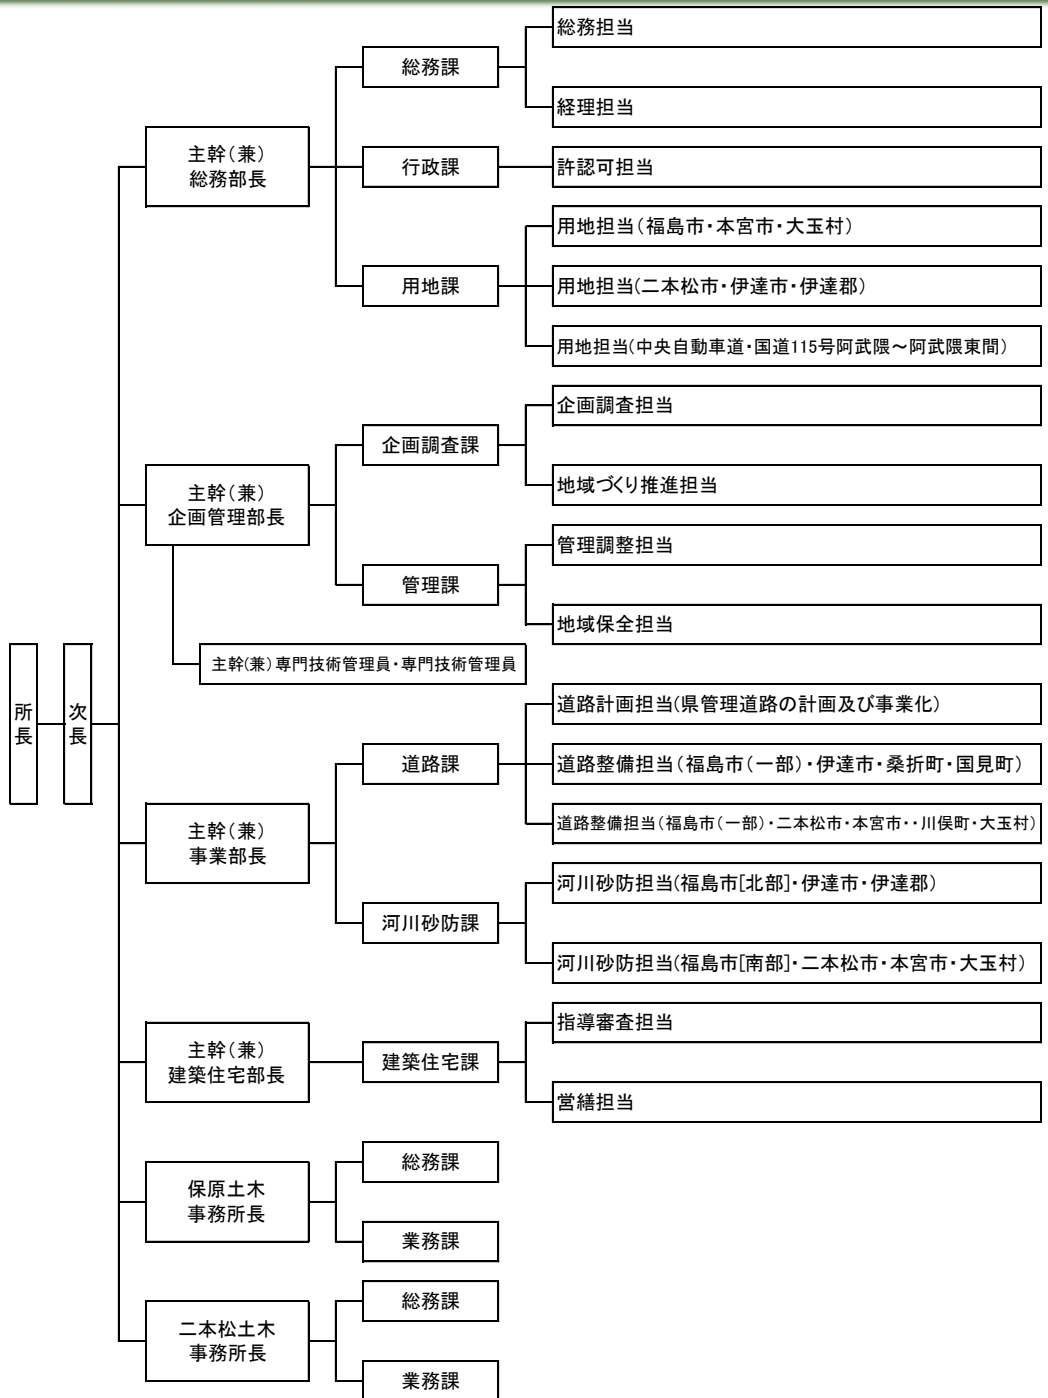 所長
次長
主幹（兼）
総務部長
総務課
総務担当
経理担当
行政課
許認可担当
用地課
用地担当（福島市・本宮市・大玉村）
用地担当(二本松市・伊達市・伊達郡）
用地担当(中央自動車道・国道115号阿武隈～阿武隈東間）
主幹（兼）
企画管理部長
企画調査課
企画調査担当
地域づくり推進担当
管理課
管理調整担当
地域保全担当
主幹(兼）専門技術管理員・専門技術管理員
主幹（兼）
事業部長
道路課
道路計画担当(県管理道路の計画及び事業化）
道路整備担当（福島市（一部）・伊達市・桑折町・国見町）
道路整備担当（福島市（一部）・二本松市・本宮市・・川俣町・大玉村）
河川砂防課
河川砂防担当(福島市[北部]・伊達市・伊達郡）
河川砂防担当(福島市[南部]・二本松市・本宮市・大玉村）
主幹（兼）
建築住宅部長
建築住宅課
指導審査担当
営繕担当
保原土木
事務所長
総務課
業務課
二本松土木
事務所長
総務課
業務課